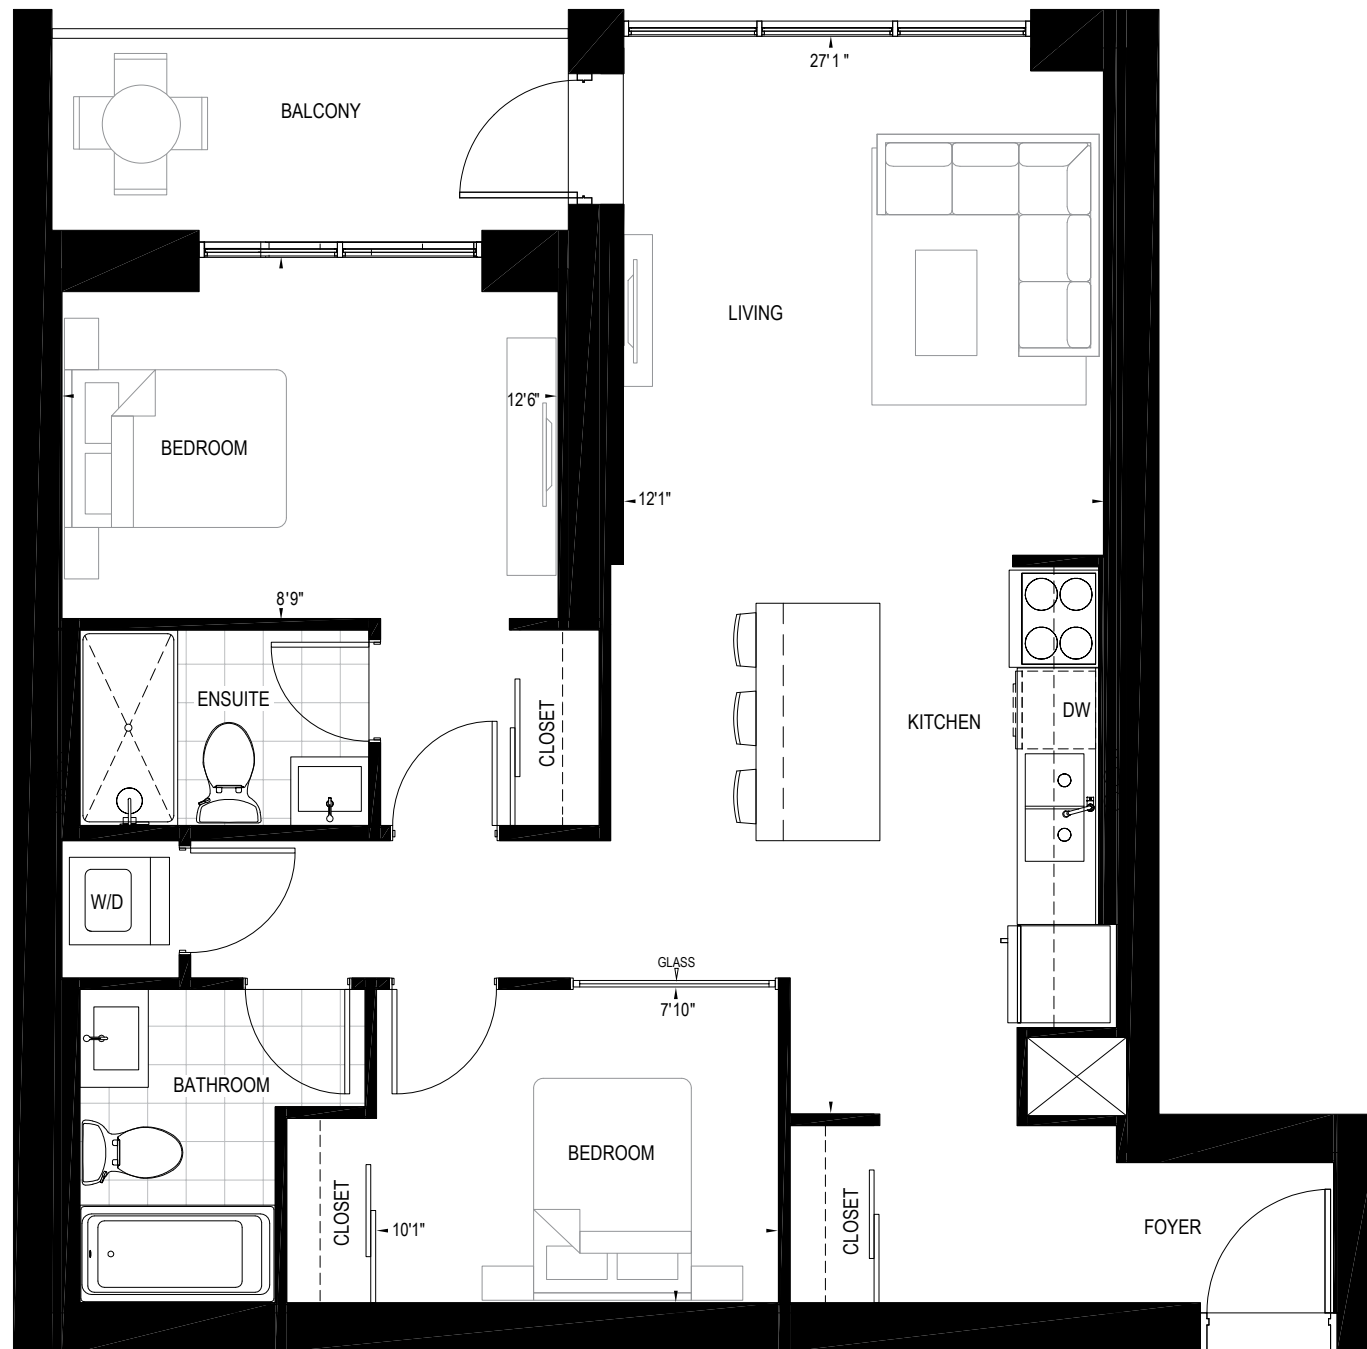 27'1"
BALCONY
LIVING
12'6"
BEDROOM
12'1"
8'9"
ENSUITE
CLOSET
KITCHEN
DW
W/D
GLASS
7'10"
BATHROOM
BEDROOM
CLOSET
10'1"
CLOSET
FOYER